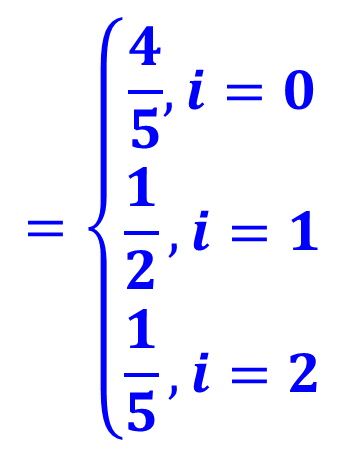 = { 4/5, i = 0
1/2, i = 1
1/5, i = 2